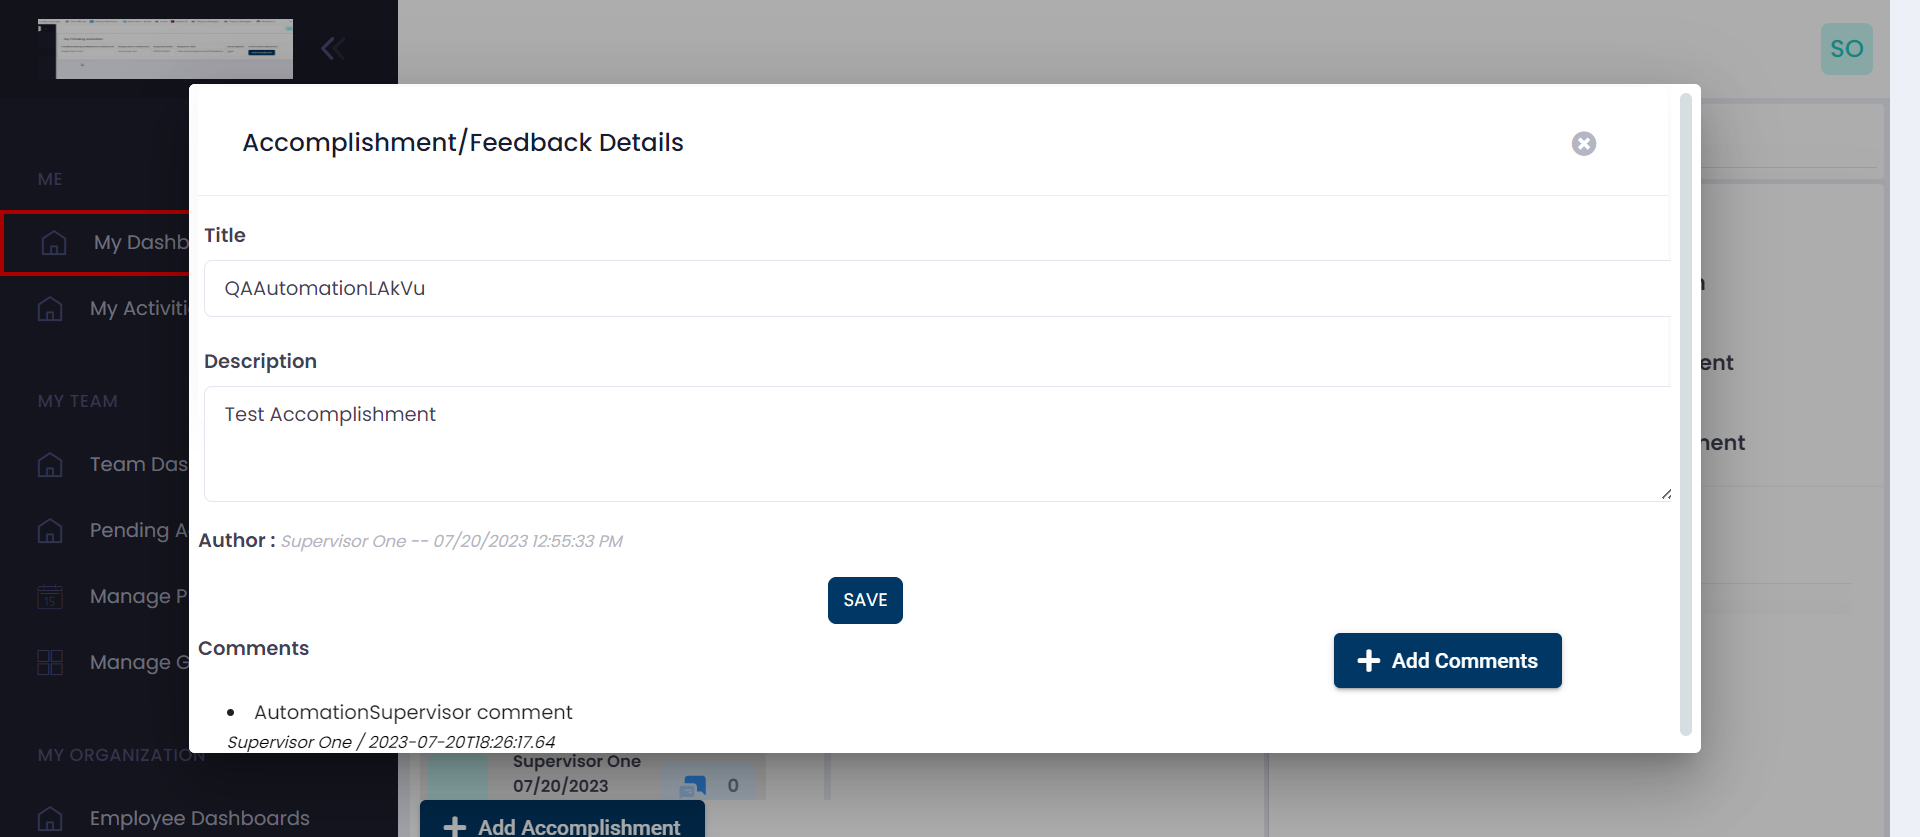 SO
Accomplishment/Feedback Details
ME
Title
My Dashb
QAAutomationLAkVu
My Activiti
Description
ent
MY TEAM
Test Accomplishment
nent
Team Das
Pending A
Author : Supervisor One -- 07/20/2023 12:55:33 PM
Manage P
15
SAVE
Comments
Manage G
Add Comments
AutomationSupervisor comment
Supervisor One / 2023-07-20T18:26:17.64
MY ORGANIZATION
Supervisor One
07/20/2023
0
Employee Dashboards
Add Accomplishment